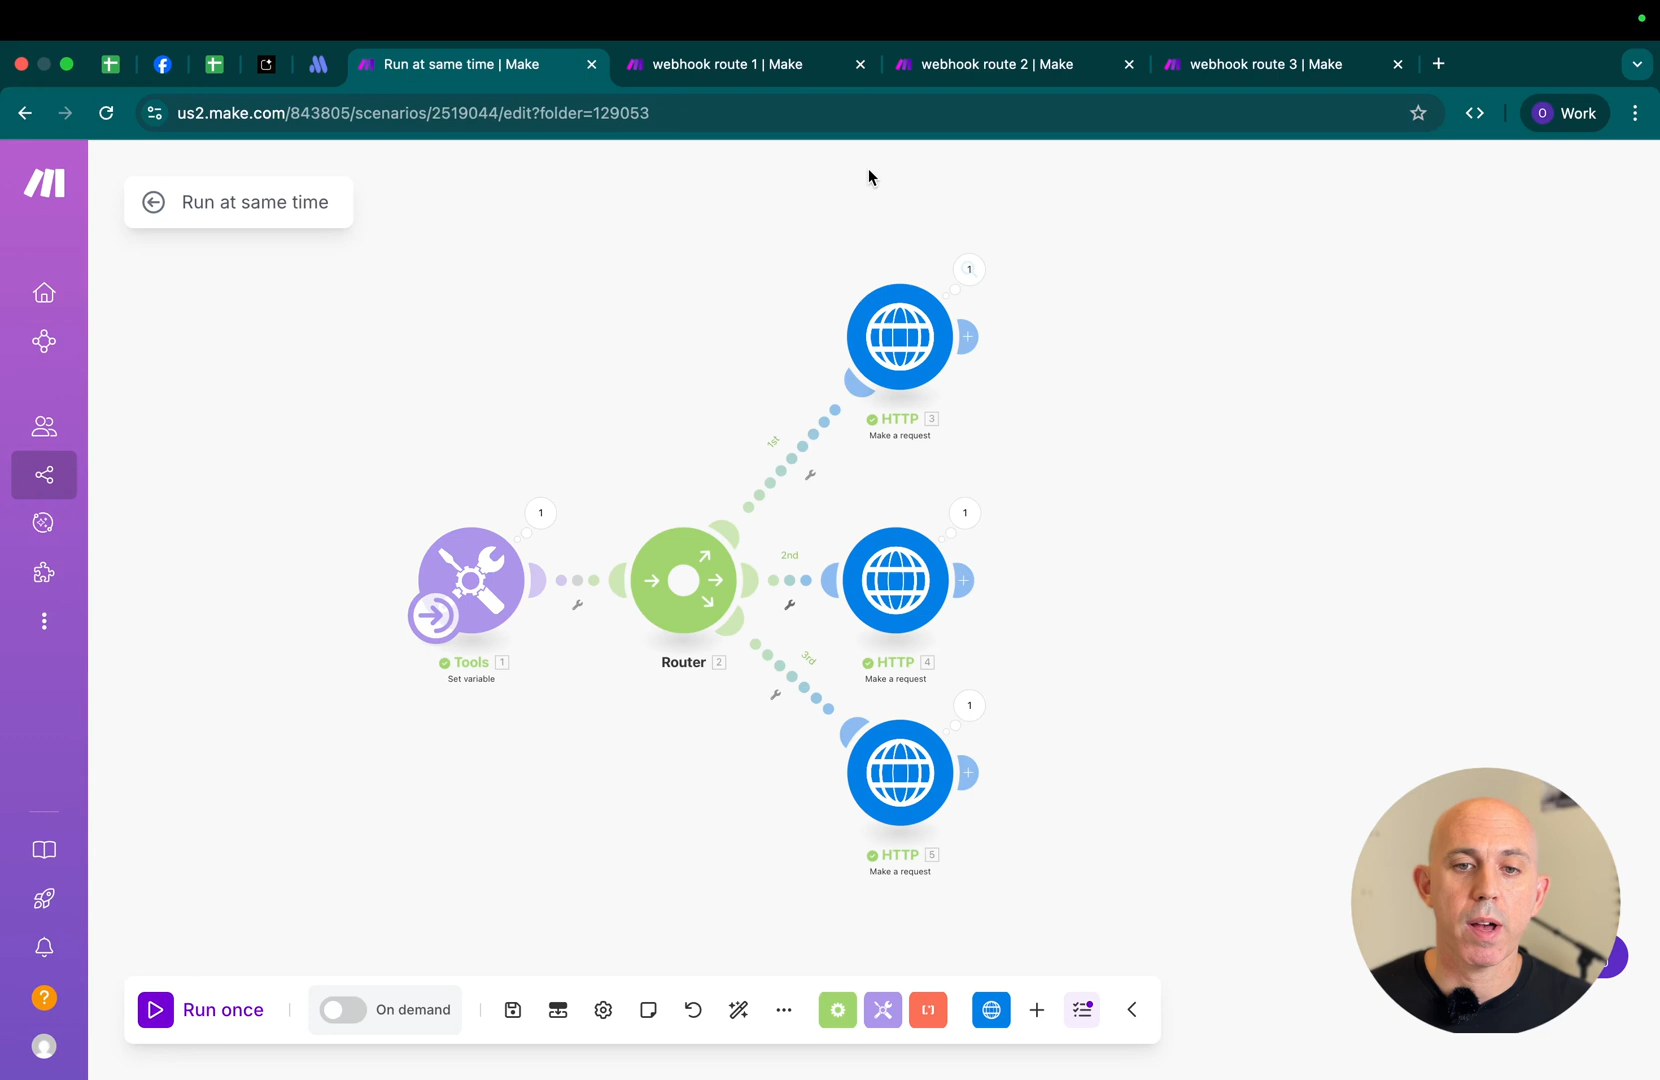 Run at same time | Make
webhook route 1 | Make
webhook route 2 | Make
webhook route 3 | Make
us2.make.com/843805/scenarios/2519044/edit?folder=129053
O
Work
Run at same time
1
HTTP 3
Make a request
1st
1
1
2nd
Tools 1
Set variable
Router 2
HTTP 4
Make a request
3rd
1
HTTP 5
Make a request
?
Run once
On demand